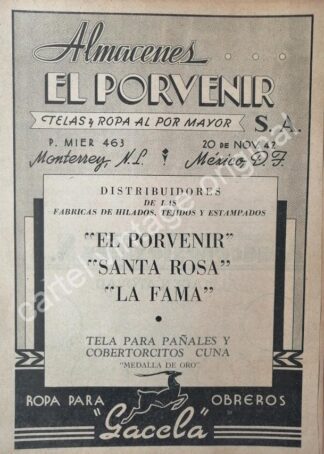 Almacenes
EL PORVENIR
TELAS y ROPA AL POR MAYOR S. A.
P. MIER 463 20 DE NOV. 42
Monterrey, N. L. México, D. F.
DISTRIBUIDORES
DE LAS
FABRICAS DE HILADOS, TEJIDOS Y ESTAMPADOS
"EL PORVENIR"
"SANTA ROSA"
"LA FAMA"
TELA PARA PAÑALES Y
COBERTORCITOS CUNA
"MEDALLA DE ORO"
ROPA PARA OBREROS
"Gacela"